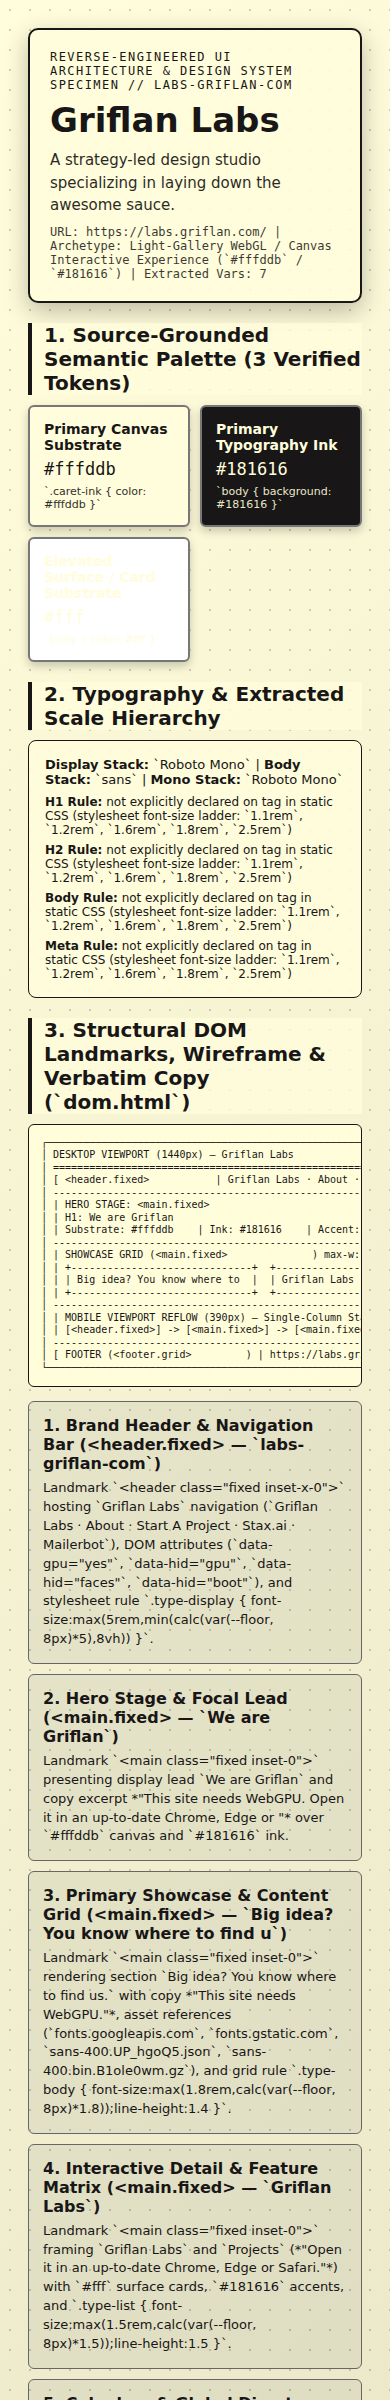 REVERSE-ENGINEERED UI
ARCHITECTURE & DESIGN SYSTEM
SPECIMEN // LABS-GRIFLAN-COM
Griflan Labs
A strategy-led design studio
specializing in laying down the
awesome sauce.
URL: https://labs.griflan.com/ |
Archetype: Light-Gallery WebGL / Canvas
Interactive Experience (`#fffddb` /
`#181616`) | Extracted Vars: 7
1. Source-Grounded
Semantic Palette (3 Verified
Tokens)
Primary Canvas
Substrate
#fffddb
`.caret-ink { color:
#fffddb }`
Primary
Typography Ink
#181616
`body { background:
#181616 }`
Elevated
Surface / Card
Substrate
#fff
2. Typography & Extracted
Scale Hierarchy
Display Stack: `Roboto Mono` | Body
Stack: `sans` | Mono Stack: `Roboto Mono`
H1 Rule: not explicitly declared on tag in static
CSS (stylesheet font-size ladder: `1.1rem`,
`1.2rem`, `1.6rem`, `1.8rem`, `2.5rem`)
H2 Rule: not explicitly declared on tag in static
CSS (stylesheet font-size ladder: `1.1rem`,
`1.2rem`, `1.6rem`, `1.8rem`, `2.5rem`)
Body Rule: not explicitly declared on tag in
static CSS (stylesheet font-size ladder: `1.1rem`,
`1.2rem`, `1.6rem`, `1.8rem`, `2.5rem`)
Meta Rule: not explicitly declared on tag in
static CSS (stylesheet font-size ladder: `1.1rem`,
`1.2rem`, `1.6rem`, `1.8rem`, `2.5rem`)
3. Structural DOM
Landmarks, Wireframe &
Verbatim Copy
(`dom.html`)
DESKTOP VIEWPORT (1440px) — Griflan Labs
====================================================
[ <header.fixed> | Griflan Labs · About ·
----------------------------------------------------
| HERO STAGE: <main.fixed>
| H1: We are Griflan
| Substrate: #fffddb | Ink: #181616 | Accent:
----------------------------------------------------
| SHOWCASE GRID (<main.fixed> ) max-w:
| +------------------------------+ +---------------
| | Big idea? You know where to | | Griflan Labs
| +------------------------------+ +---------------
----------------------------------------------------
| MOBILE VIEWPORT REFLOW (390px) — Single-Column St
| [<header.fixed>] -> [<main.fixed>] -> [<main.fixe
----------------------------------------------------
[ FOOTER (<footer.grid> ) | https://labs.gr
1. Brand Header & Navigation
Bar (<header.fixed> — `labs-
griflan-com`)
Landmark `<header class="fixed inset-x-0">`
hosting `Griflan Labs` navigation (`Griflan
Labs · About · Start A Project · Stax.ai ·
Mailerbot`), DOM attributes (`data-
gpu="yes"`, `data-hid="gpu"`, `data-
hid="faces"`, `data-hid="boot"`), and
stylesheet rule `.type-display { font-
size:max(5rem,min(calc(var(--floor,
8px)*5),8vh)) }`.
2. Hero Stage & Focal Lead
(<main.fixed> — `We are
Griflan`)
Landmark `<main class="fixed inset-0">`
presenting display lead `We are Griflan` and
copy excerpt *"This site needs WebGPU. Open
it in an up-to-date Chrome, Edge or "* over
`#fffddb` canvas and `#181616` ink.
3. Primary Showcase & Content
Grid (<main.fixed> — `Big idea?
You know where to find u`)
Landmark `<main class="fixed inset-0">`
rendering section `Big idea? You know where
to find us.` with copy *"This site needs
WebGPU."*, asset references
(`fonts.googleapis.com`, `fonts.gstatic.com`,
`sans-400.UP_hgoQ5.json`, `sans-
400.bin.B1ole0wm.gz`), and grid rule `.type-
body { font-size:max(1.8rem,calc(var(--floor,
8px)*1.8));line-height:1.4 }`.
4. Interactive Detail & Feature
Matrix (<main.fixed> — `Griflan
Labs`)
Landmark `<main class="fixed inset-0">`
framing `Griflan Labs` and `Projects` (*"Open
it in an up-to-date Chrome, Edge or Safari."*)
with `#fff` surface cards, `#181616` accents,
and `.type-list { font-
size:max(1.5rem,calc(var(--floor,
8px)*1.5));line-height:1.5 }`.